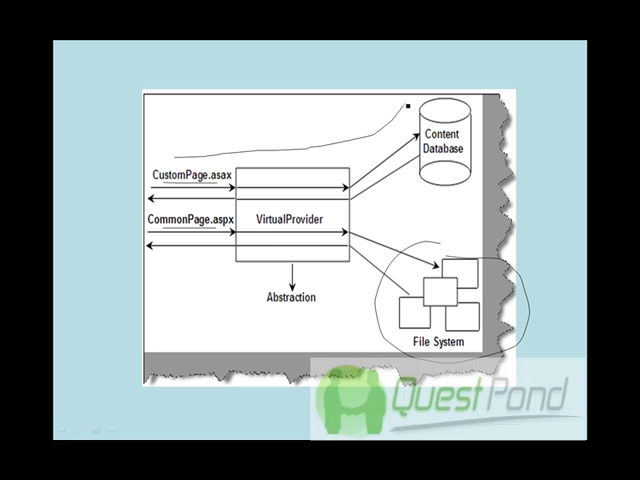 Content
Database
CustomPage.asax
CommonPage.aspx
VirtualProvider
Abstraction
File System
QuestPond